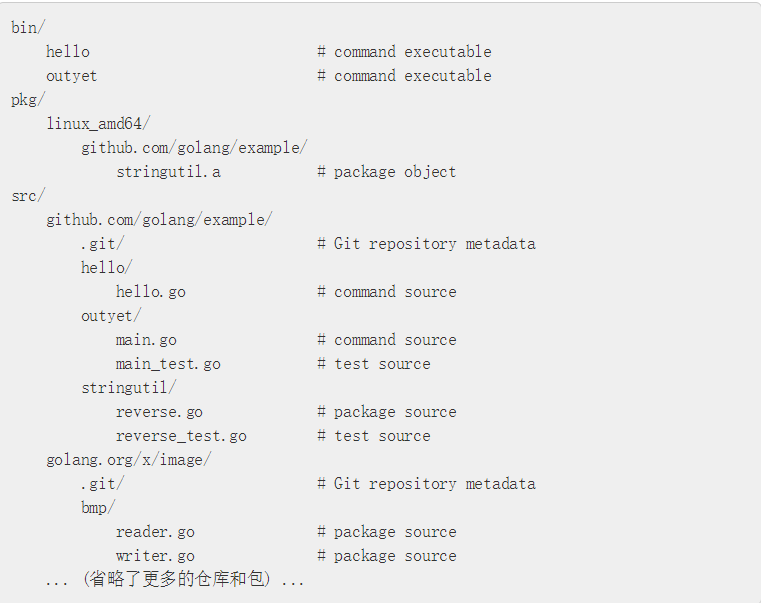 bin/
    hello                          # command executable
    outyet                         # command executable
pkg/
    linux_amd64/
        github.com/golang/example/
            stringutil.a           # package object
src/
    github.com/golang/example/
        .git/                      # Git repository metadata
        hello/
            hello.go               # command source
        outyet/
            main.go                # command source
            main_test.go           # test source
        stringutil/
            reverse.go             # package source
            reverse_test.go        # test source
    golang.org/x/image/
        .git/                      # Git repository metadata
        bmp/
            reader.go              # package source
            writer.go              # package source
    ... (省略了更多的仓库和包) ...